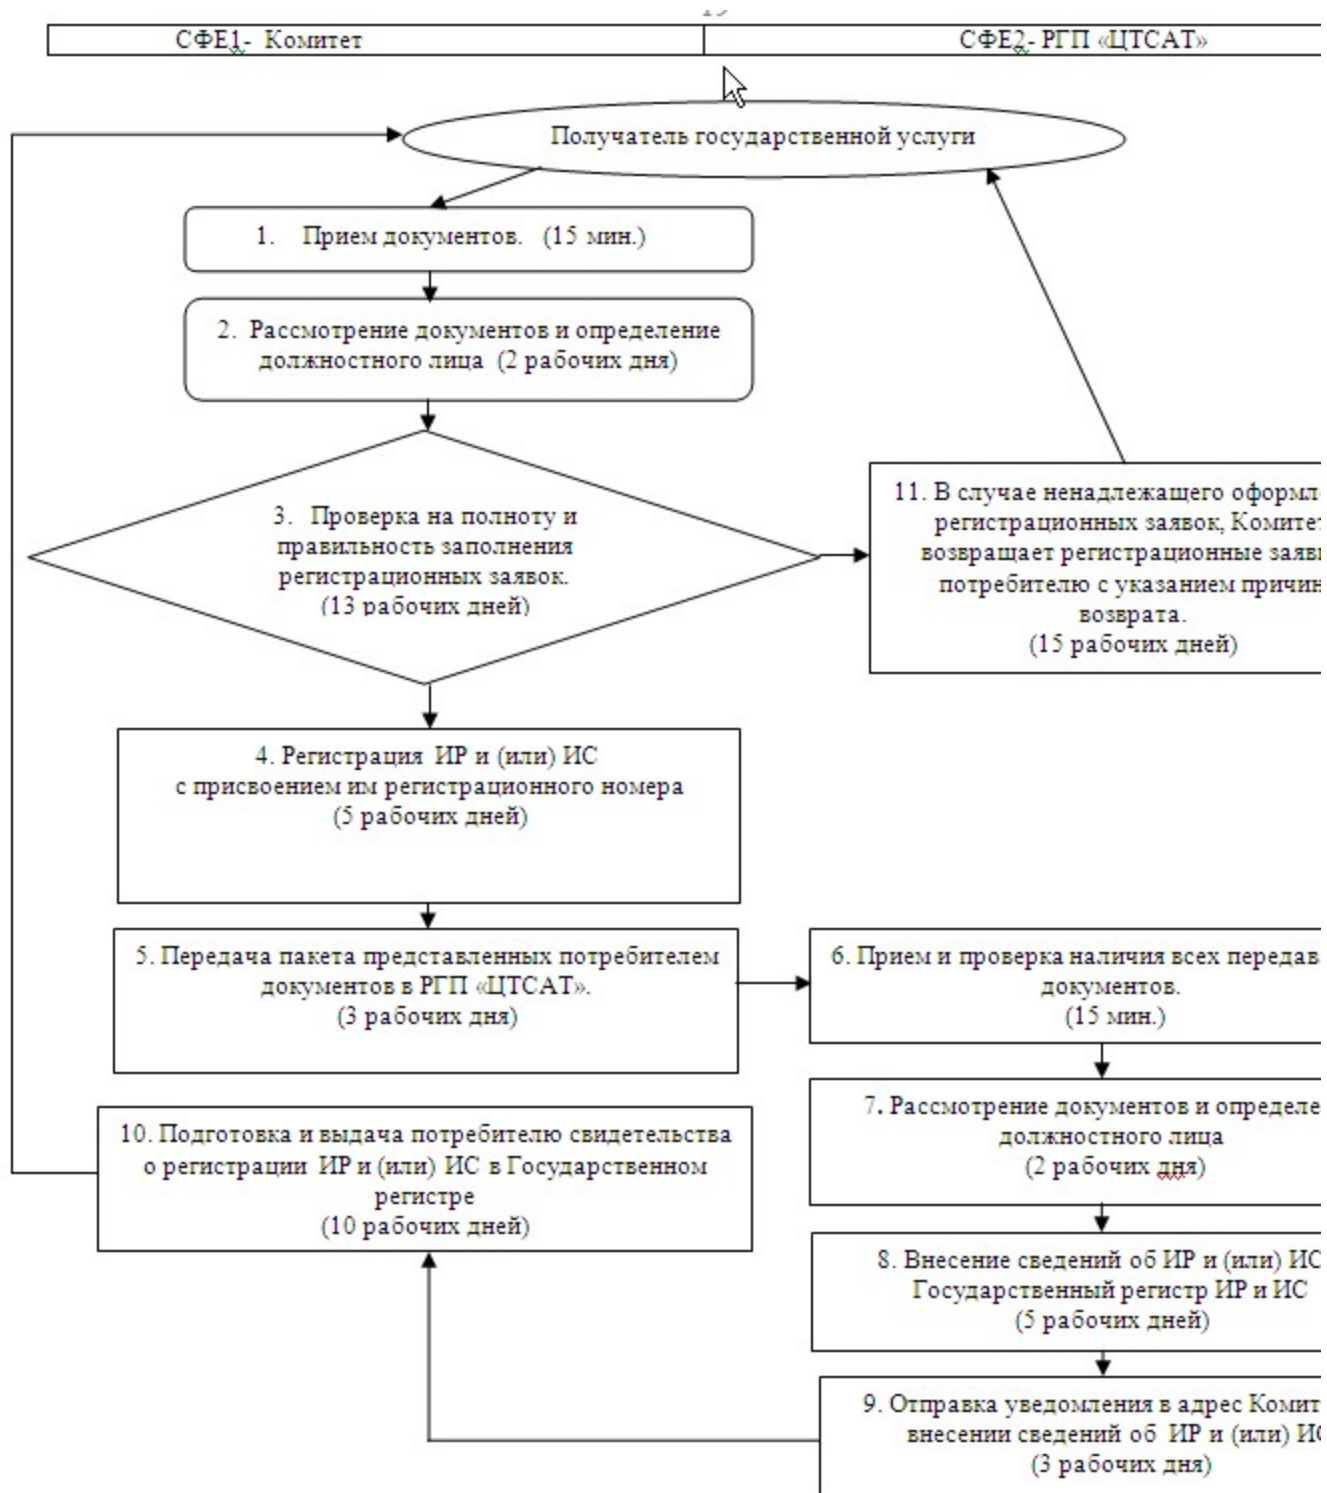 СФЕ1- Комитет
СФЕ2- РГП «ЦТСАТ»
Получатель государственной услуги
1. Прием документов. (15 мин.)
2. Рассмотрение документов и определение
должностного лица (2 рабочих дня)
3. Проверка на полноту и
правильность заполнения
регистрационных заявок.
(13 рабочих дней)
11. В случае ненадлежащего
регистрационных заявок, Комитет
возвращает регистрационные
потребителю с указанием причин
возврата.
(15 рабочих дней)
4. Регистрация ИР и (или) ИС
с присвоением им регистрационного номера
(5 рабочих дней)
5. Передача пакета представленных потребителем
документов в РГП «ЦТСАТ».
(3 рабочих дня)
6. Прием и проверка наличия всех
документов.
(15 мин.)
7. Рассмотрение документов и
должностного лица
(2 рабочих дня)
8. Внесение сведений об ИР и (или) ИС
Государственный регистр ИР и ИС
(5 рабочих дней)
9. Отправка уведомления в адрес
внесении сведений об ИР и (или) ИС
(3 рабочих дня)
10. Подготовка и выдача потребителю свидетельства
о регистрации ИР и (или) ИС в Государственном
регистре
(10 рабочих дней)